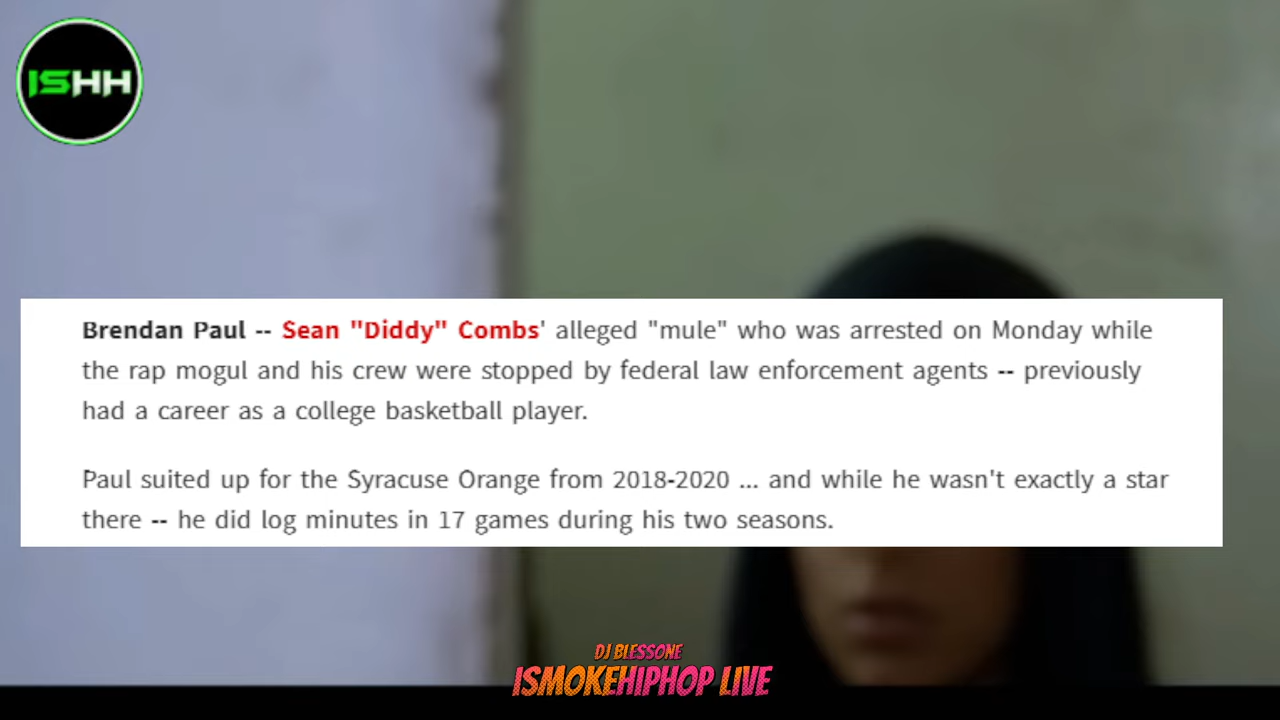 ISHH
Brendan Paul -- Sean "Diddy" Combs' alleged "mule" who was arrested on Monday while
the rap mogul and his crew were stopped by federal law enforcement agents -- previously
had a career as a college basketball player.
Paul suited up for the Syracuse Orange from 2018-2020 ... and while he wasn't exactly a star
there -- he did log minutes in 17 games during his two seasons.
DJ BLESSONE
ISMOKEHIPHOP LIVE